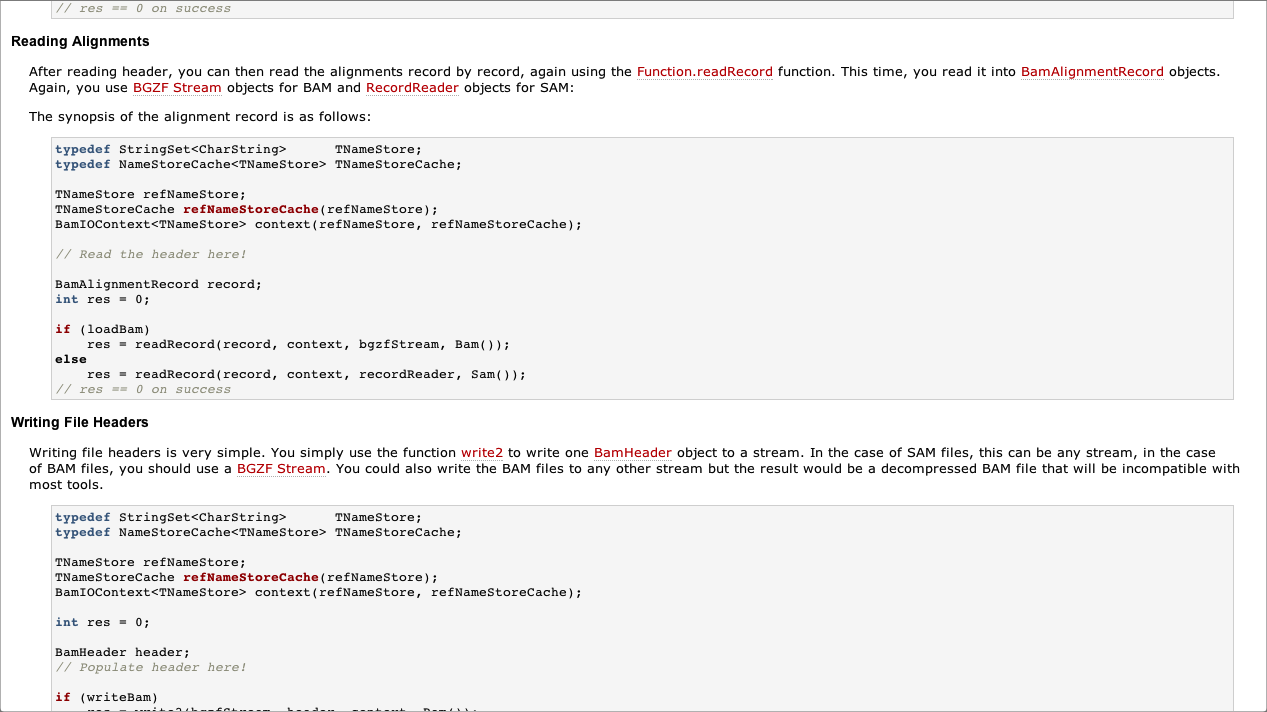 // res == 0 on success
Reading Alignments
After reading header, you can then read the alignments record by record, again using the Function.readRecord function. This time, you read it into BamAlignmentRecord objects.
Again, you use BGZF Stream objects for BAM and RecordReader objects for SAM:
The synopsis of the alignment record is as follows:
typedef StringSet<CharString>      TNameStore;
typedef NameStoreCache<TNameStore> TNameStoreCache;
TNameStore refNameStore;
TNameStoreCache refNameStoreCache(refNameStore);
BamIOContext<TNameStore> context(refNameStore, refNameStoreCache);
// Read the header here!
BamAlignmentRecord record;
int res = 0;
if (loadBam)
    res = readRecord(record, context, bgzfStream, Bam());
else
    res = readRecord(record, context, recordReader, Sam());
// res == 0 on success
Writing File Headers
Writing file headers is very simple. You simply use the function write2 to write one BamHeader object to a stream. In the case of SAM files, this can be any stream, in the case
of BAM files, you should use a BGZF Stream. You could also write the BAM files to any other stream but the result would be a decompressed BAM file that will be incompatible with
most tools.
typedef StringSet<CharString>      TNameStore;
typedef NameStoreCache<TNameStore> TNameStoreCache;
TNameStore refNameStore;
TNameStoreCache refNameStoreCache(refNameStore);
BamIOContext<TNameStore> context(refNameStore, refNameStoreCache);
int res = 0;
BamHeader header;
// Populate header here!
if (writeBam)
    res = write2(bgzfStream, header, context, Bam());